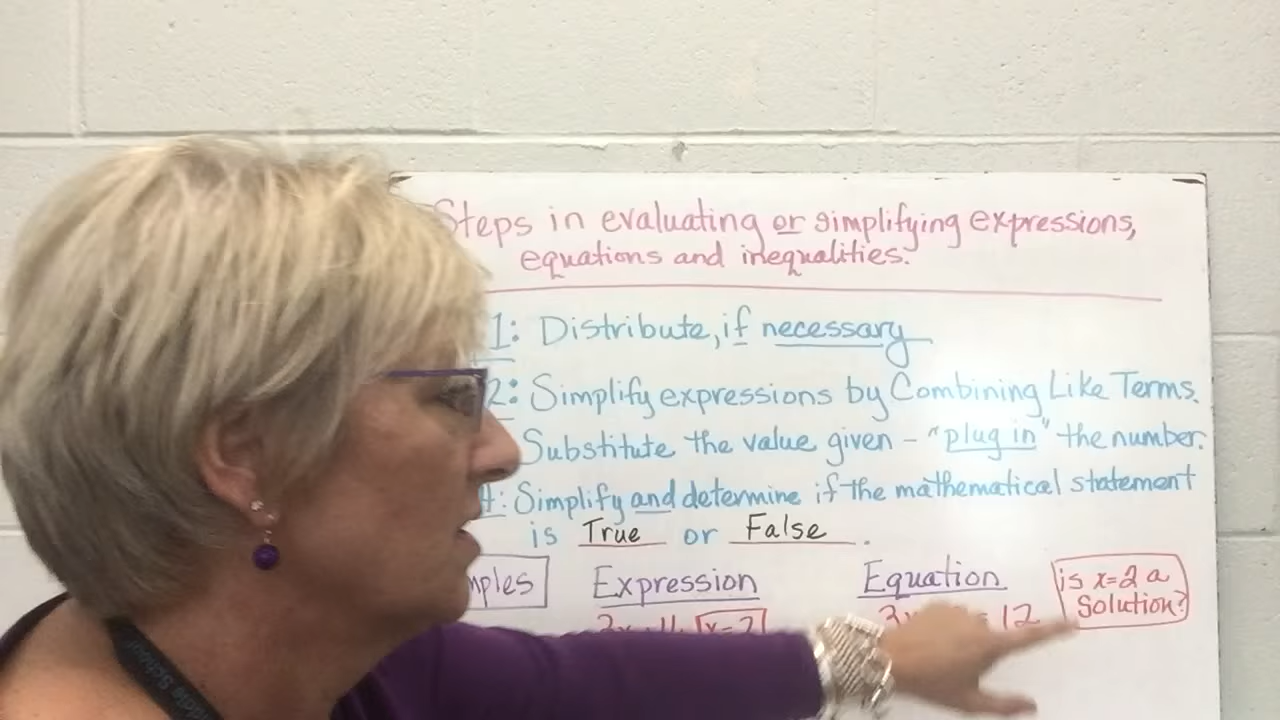 Steps in evaluating or simplifying expressions,
equations and inequalities.
1: Distribute, if necessary
2: Simplify expressions by Combining Like Terms.
Substitute the value given - "plug in" the number.
4: Simplify and determine if the mathematical statement
is True or False.
Expression
Equation
is x=2 a
Solution?
= 12